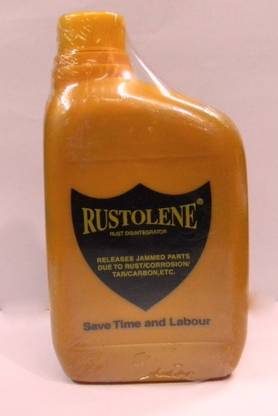 RUSTOLENE®
RUST DISINTEGRATOR
RELEASES JAMMED PARTS
DUE TO RUST/CORROSION/
TAR/CARBON,ETC.
Save Time and Labour